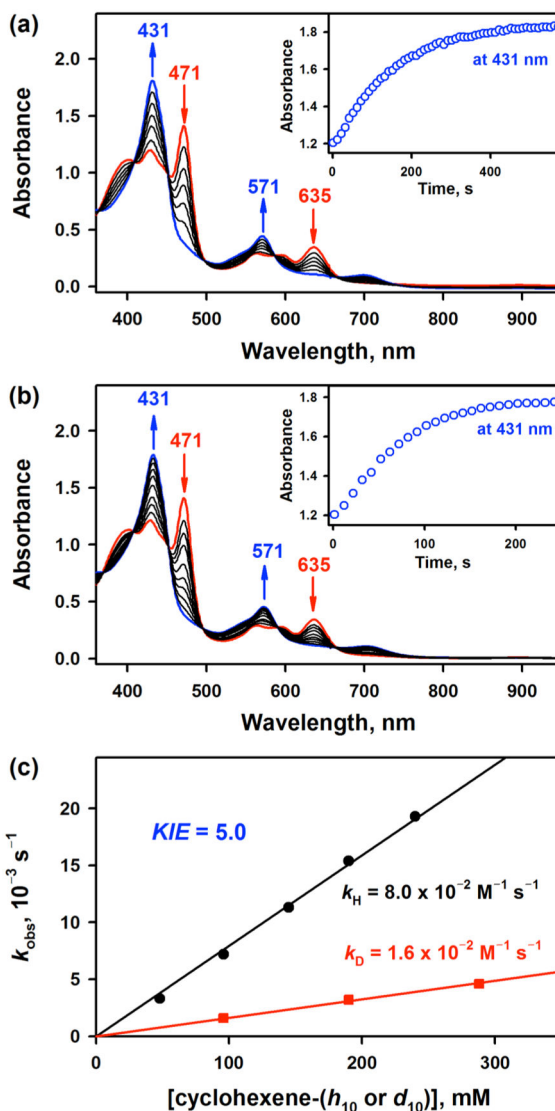 (a)
431
471
571
635
2.0
1.5
1.0
0.5
0.0
Absorbance
400 500 600 700 800 900
Wavelength, nm
1.8
1.6
1.4
1.2
Absorbance
at 431 nm
0 200 400
Time, s
(b)
431
471
571
635
2.0
1.5
1.0
0.5
0.0
Absorbance
400 500 600 700 800 900
Wavelength, nm
1.8
1.6
1.4
1.2
Absorbance
at 431 nm
0 100 200
Time, s
(c)
KIE = 5.0
20
15
10
5
0
k_obs, 10⁻³ s⁻¹
k_H = 8.0 x 10⁻² M⁻¹ s⁻¹
k_D = 1.6 x 10⁻² M⁻¹ s⁻¹
0 100 200 300
[cyclohexene-(h₁₀ or d₁₀)], mM